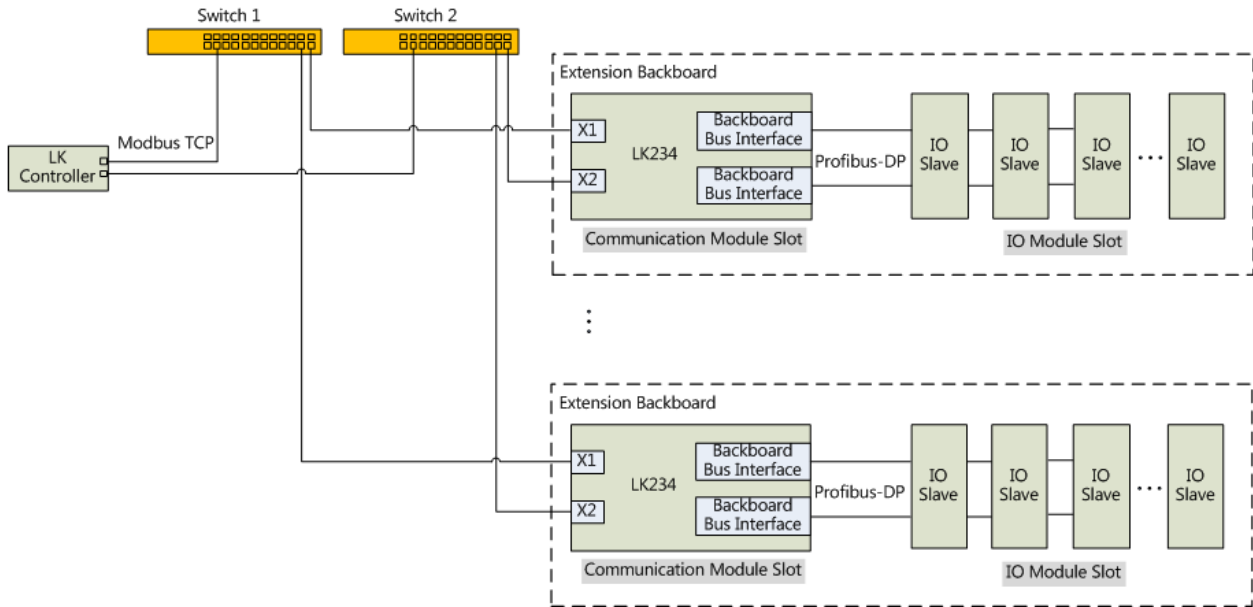 Switch 1
Switch 2
Extension Backboard
Modbus TCP
LK
Controller
X1
X2
LK234
Backboard
Bus Interface
Backboard
Bus Interface
Profibus-DP
IO
Slave
IO
Slave
IO
Slave
...
IO
Slave
Communication Module Slot
IO Module Slot
Extension Backboard
X1
X2
LK234
Backboard
Bus Interface
Backboard
Bus Interface
Profibus-DP
IO
Slave
IO
Slave
IO
Slave
...
IO
Slave
Communication Module Slot
IO Module Slot